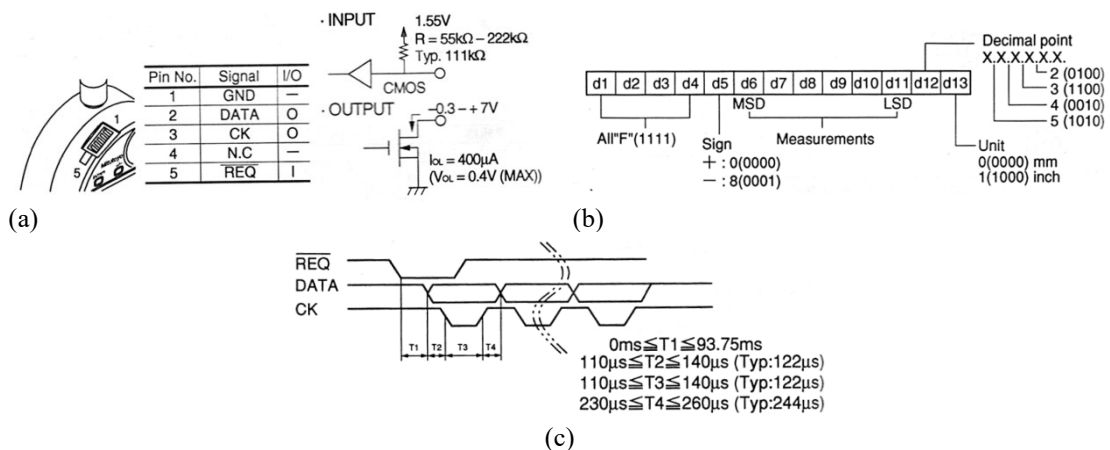 · INPUT
1.55V
R = 55kΩ – 222kΩ
Typ. 111kΩ
CMOS
· OUTPUT
–0.3 – + 7V
IOL = 400μA
(VOL = 0.4V (MAX))
1
5
Pin No. Signal I/O
1 GND –
2 DATA O
3 CK O
4 N.C –
5 REQ I
(a)
Decimal point
X.X.X.X.X.X.
2 (0100)
3 (1100)
4 (0010)
5 (1010)
d1 d2 d3 d4 d5 d6 d7 d8 d9 d10 d11 d12 d13
MSD LSD
All"F"(1111)
Sign
+ : 0(0000)
– : 8(0001)
Measurements
Unit
0(0000) mm
1(1000) inch
(b)
REQ
DATA
CK
T1 T2 T3 T4
0ms≦T1≦93.75ms
110μs≦T2≦140μs (Typ:122μs)
110μs≦T3≦140μs (Typ:122μs)
230μs≦T4≦260μs (Typ:244μs)
(c)